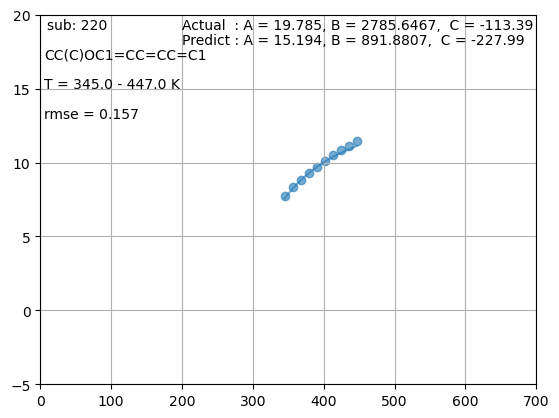 sub: 220
Actual  : A = 19.785, B = 2785.6467,  C = -113.39
Predict : A = 15.194, B = 891.8807,  C = -227.99
CC(C)OC1=CC=CC=C1
T = 345.0 - 447.0 K
rmse = 0.157
20
15
10
5
0
−5
0 100 200 300 400 500 600 700